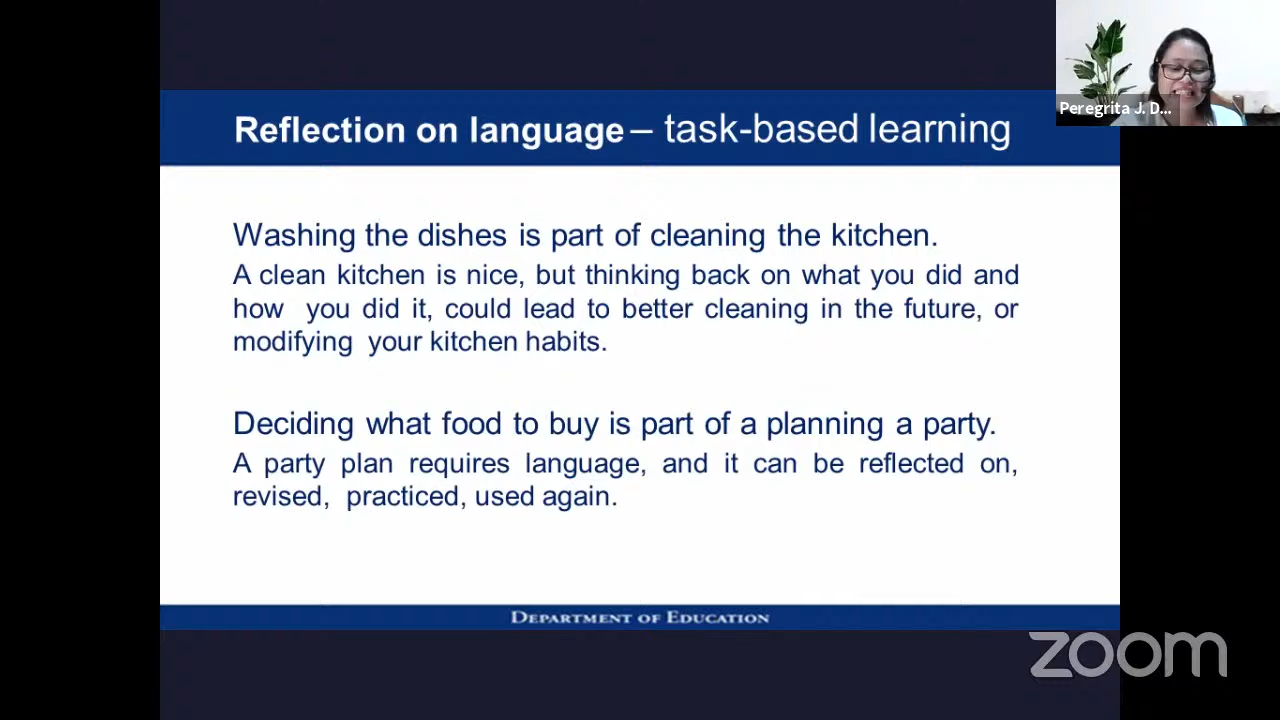 Peregrita J. D...
Reflection on language – task-based learning
Washing the dishes is part of cleaning the kitchen.
A clean kitchen is nice, but thinking back on what you did and
how you did it, could lead to better cleaning in the future, or
modifying your kitchen habits.
Deciding what food to buy is part of a planning a party.
A party plan requires language, and it can be reflected on,
revised, practiced, used again.
DEPARTMENT OF EDUCATION
zoom